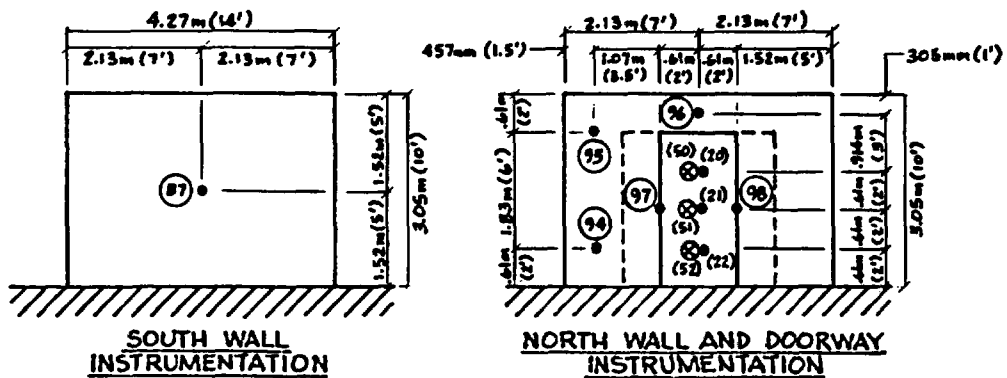 4.27m (14')
2.13m (7') 2.13m (7')
87
1.52m (5')
1.52m (5')
3.05m (10')
SOUTH WALL
INSTRUMENTATION
2.13m (7') 2.13m (7')
457mm (1.5')
1.07m
(3.5')
.61m
(2')
.61m
(2')
1.52m (5')
305mm (1')
.61m
(2')
1.83m (6')
.61m
(2')
96
95
(50) (20)
97 (21) 98
(51)
94
(52) (22)
.914m
(3')
.61m
(2')
.61m
(2')
.61m
(2')
3.05m (10')
NORTH WALL AND DOORWAY
INSTRUMENTATION